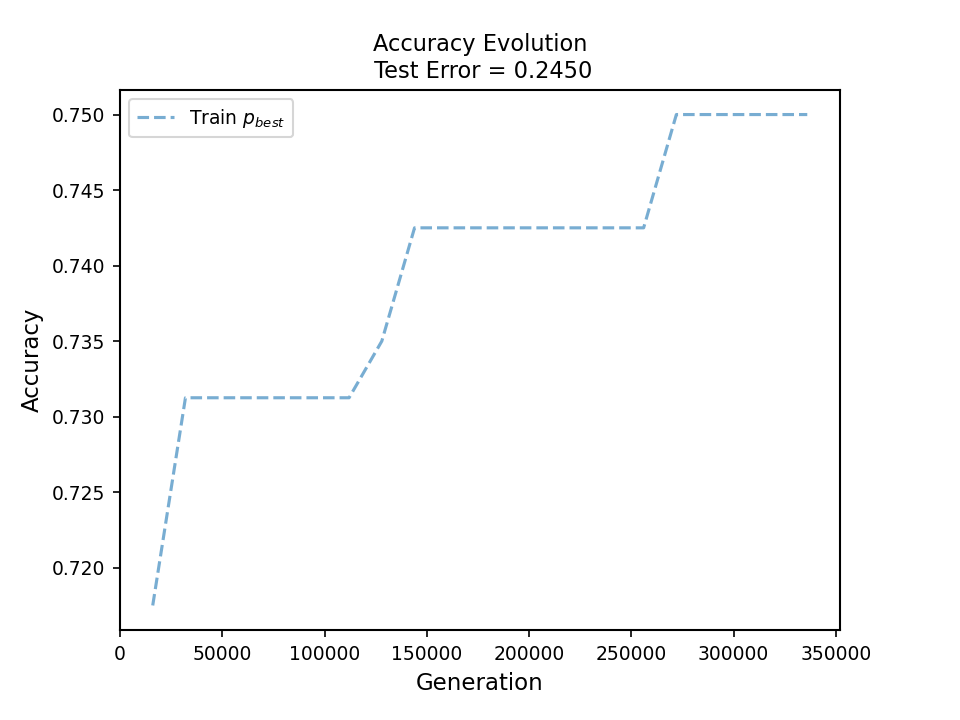 Accuracy Evolution
Test Error = 0.2450
Train p_best
0.750
0.745
0.740
0.735
0.730
0.725
0.720
Accuracy
0 50000 100000 150000 200000 250000 300000 350000
Generation